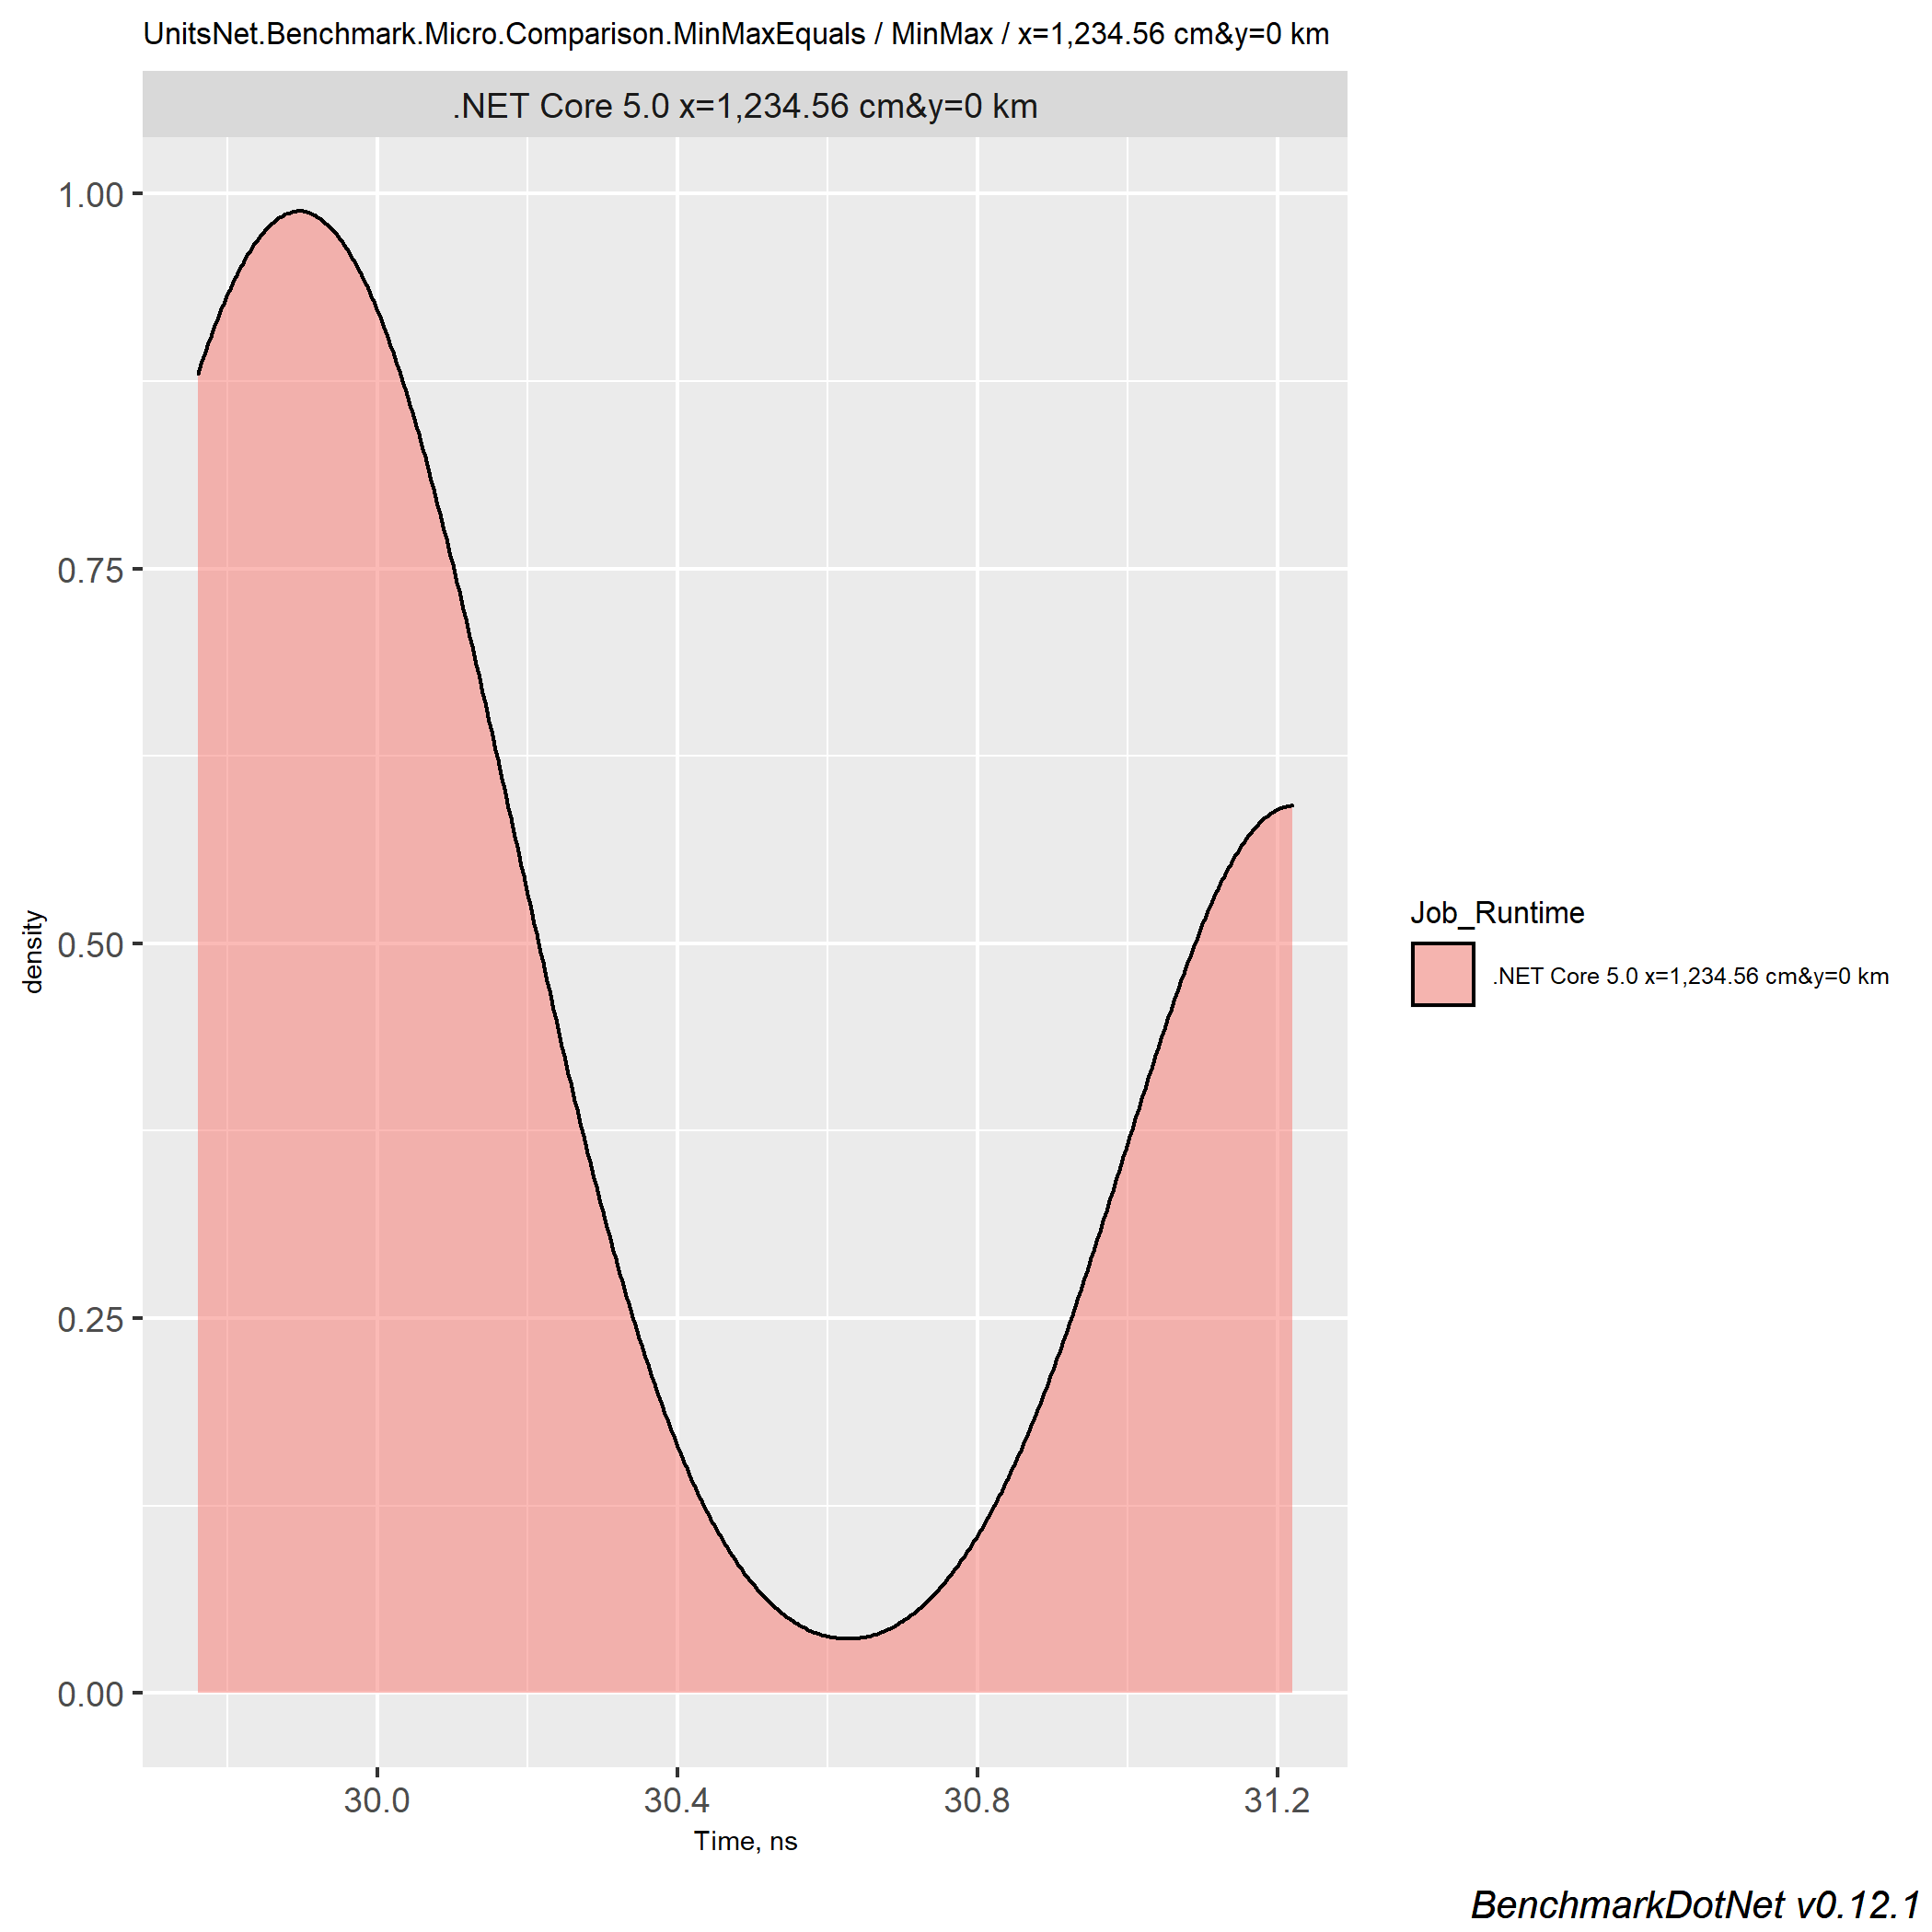 UnitsNet.Benchmark.Micro.Comparison.MinMaxEquals / MinMax / x=1,234.56 cm&y=0 km
.NET Core 5.0 x=1,234.56 cm&y=0 km
1.00
0.75
0.50
0.25
0.00
density
30.0
30.4
30.8
31.2
Time, ns
Job_Runtime
.NET Core 5.0 x=1,234.56 cm&y=0 km
BenchmarkDotNet v0.12.1